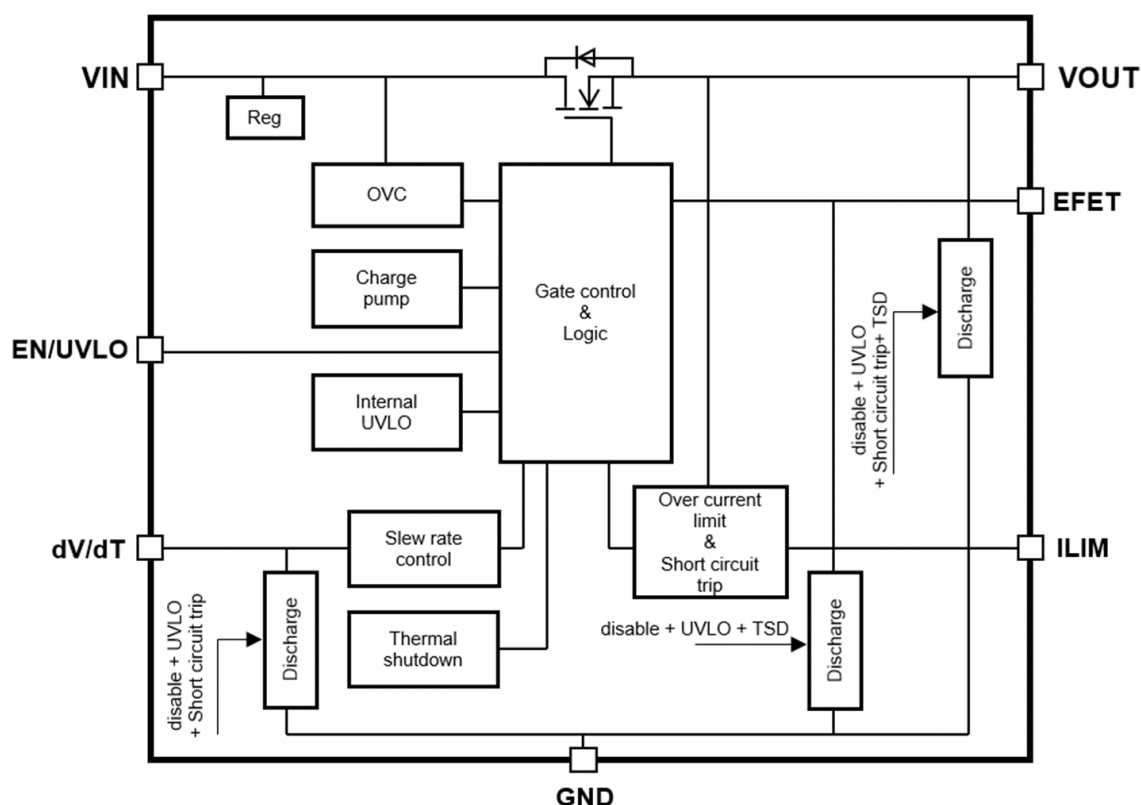 VIN
VOUT
Reg
OVC
EFET
Charge
pump
Gate control
&
Logic
EN/UVLO
Internal
UVLO
disable + UVLO
+ Short circuit trip+ TSD
Discharge
dV/dT
Slew rate
control
Over current
limit
&
Short circuit
trip
ILIM
disable + UVLO
+ Short circuit trip
Discharge
Thermal
shutdown
disable + UVLO + TSD
Discharge
GND